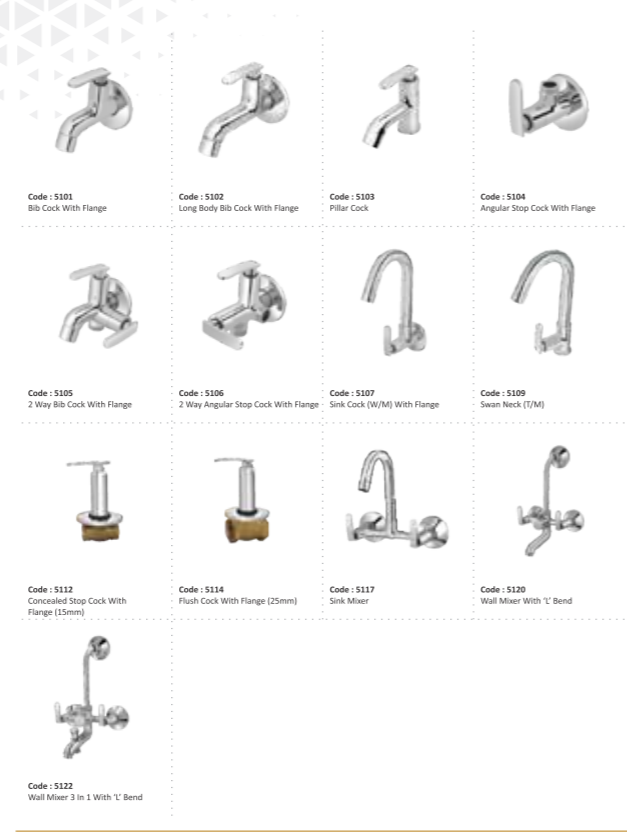 Code : 5101
Bib Cock With Flange
Code : 5102
Long Body Bib Cock With Flange
Code : 5103
Pillar Cock
Code : 5104
Angular Stop Cock With Flange
Code : 5105
2 Way Bib Cock With Flange
Code : 5106
2 Way Angular Stop Cock With Flange
Code : 5107
Sink Cock (W/M) With Flange
Code : 5109
Swan Neck (T/M)
Code : 5112
Concealed Stop Cock With
Flange (15mm)
Code : 5114
Flush Cock With Flange (25mm)
Code : 5117
Sink Mixer
Code : 5120
Wall Mixer With ‘L’ Bend
Code : 5122
Wall Mixer 3 In 1 With ‘L’ Bend